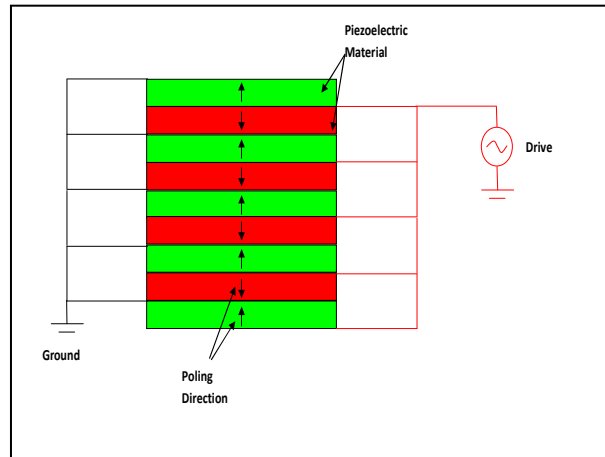 Piezoelectric
Material
Drive
Ground
Poling
Direction